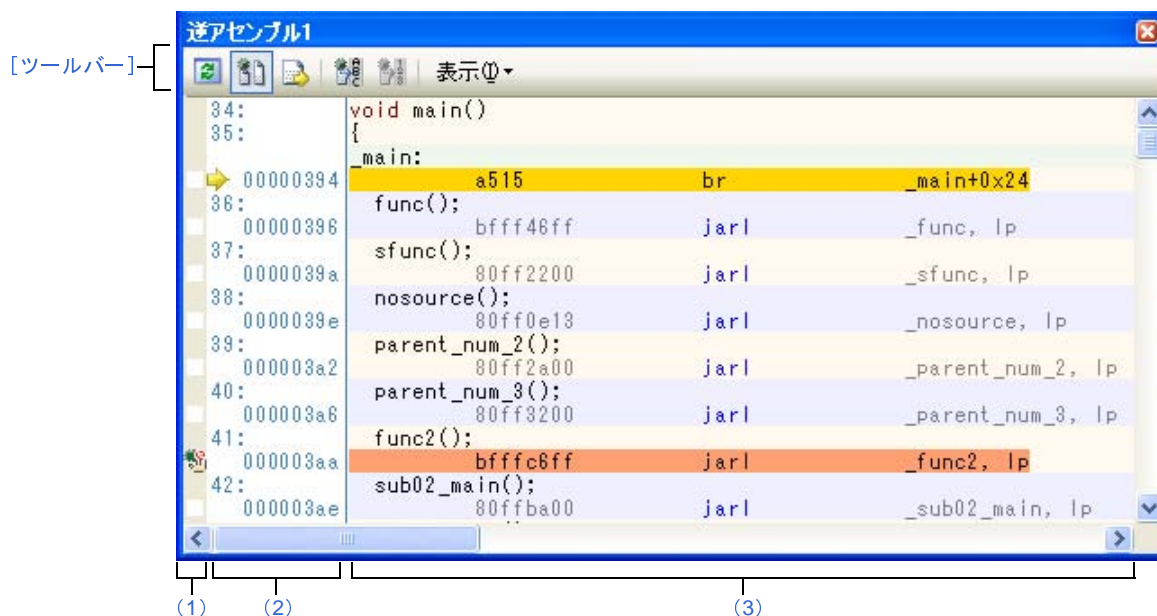 逆アセンブル1
[ツールバー]
表示(I)
34: void main()
35: {
_main:
00000394 a515 br _main+0x24
36: func();
00000396 bfff46ff jarl _func, lp
37: sfunc();
0000039a 80ff2200 jarl _sfunc, lp
38: nosource();
0000039e 80ff0e13 jarl _nosource, lp
39: parent_num_2();
000003a2 80ff2a00 jarl _parent_num_2, lp
40: parent_num_3();
000003a6 80ff3200 jarl _parent_num_3, lp
41: func2();
000003aa bfffc6ff jarl _func2, lp
42: sub02_main();
000003ae 80ffba00 jarl _sub02_main, lp
(1) (2) (3)